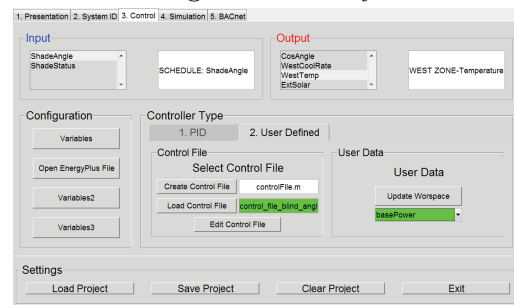 1. Presentation 2. System ID 3. Control 4. Simulation 5. BACnet
Input
ShadeAngle
ShadeStatus
SCHEDULE: ShadeAngle
Output
CosAngle
WestCoolRate
WestTemp
ExtSolar
WEST ZONE-Temperature
Configuration
Variables
Open EnergyPlus File
Variables2
Variables3
Controller Type
1. PID 2. User Defined
Control File
Select Control File
Create Control File controlFile.m
Load Control File control_file_blind_angl
Edit Control File
User Data
User Data
Update Worspace
basePower
Settings
Load Project Save Project Clear Project Exit